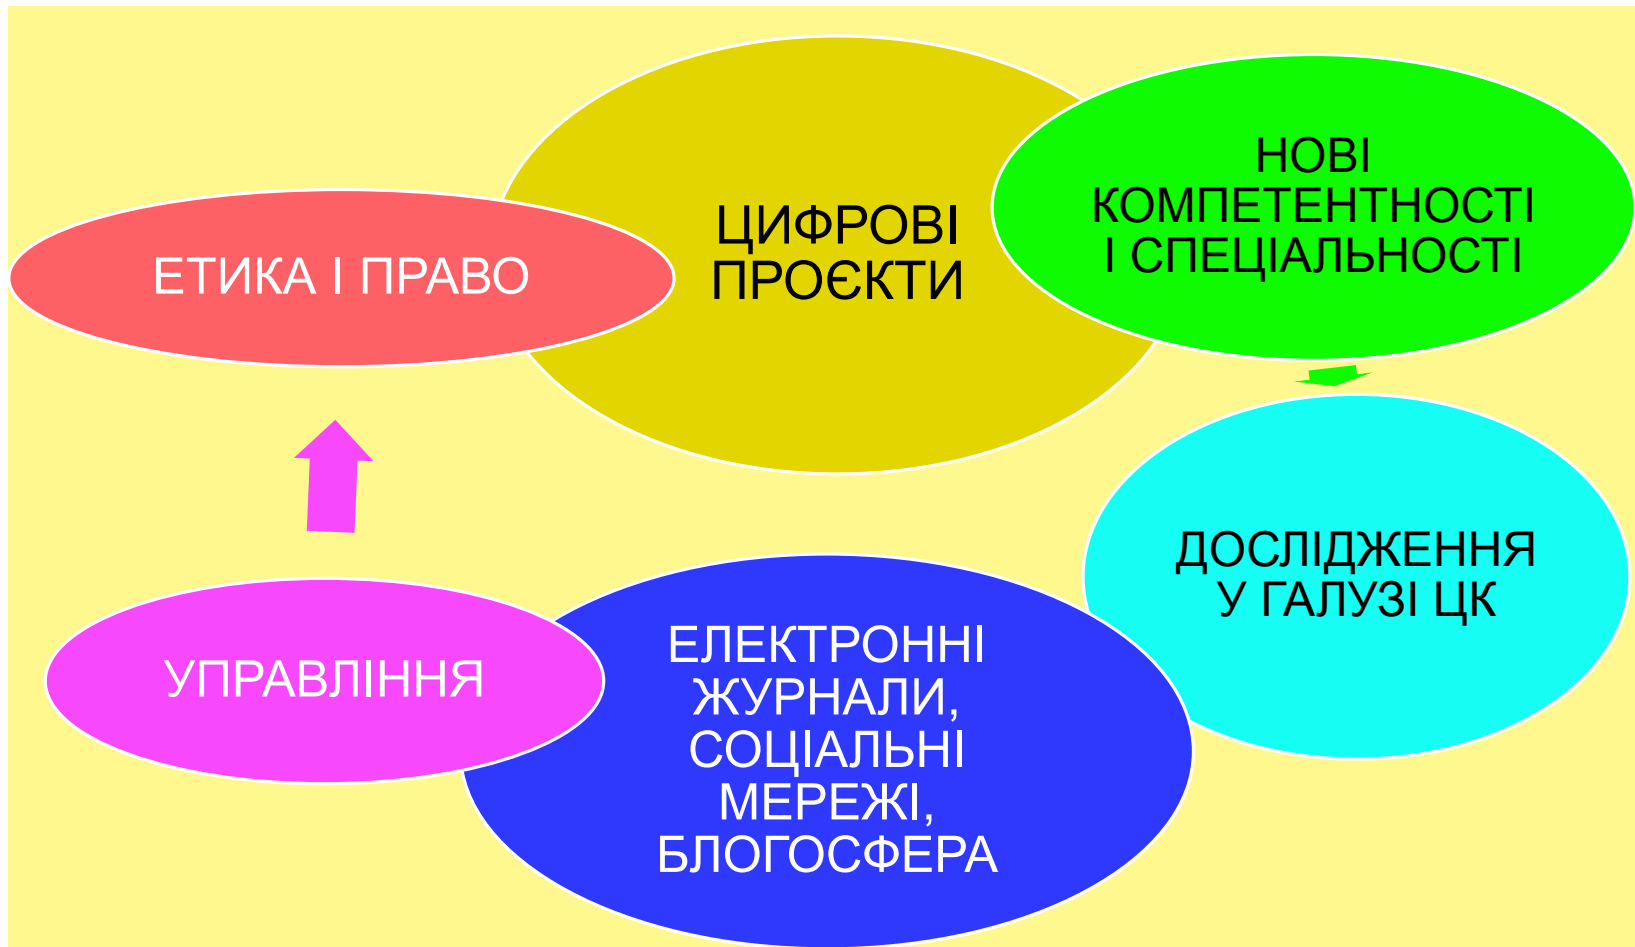 ЦИФРОВІ
ПРОЄКТИ
НОВІ
КОМПЕТЕНТНОСТІ
І СПЕЦІАЛЬНОСТІ
ДОСЛІДЖЕННЯ
У ГАЛУЗІ ЦК
ЕЛЕКТРОННІ
ЖУРНАЛИ,
СОЦІАЛЬНІ
МЕРЕЖІ,
БЛОГОСФЕРА
УПРАВЛІННЯ
ЕТИКА І ПРАВО